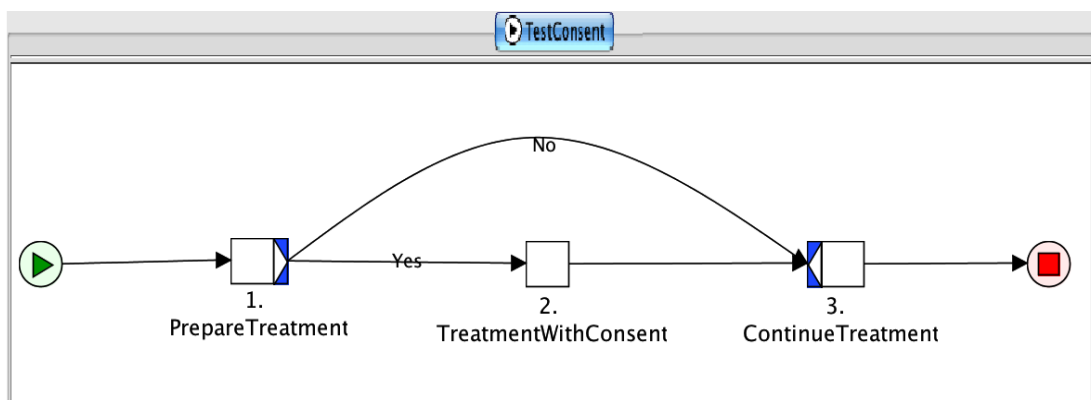 TestConsent
No
Yes
1.
PrepareTreatment
2.
TreatmentWithConsent
3.
ContinueTreatment